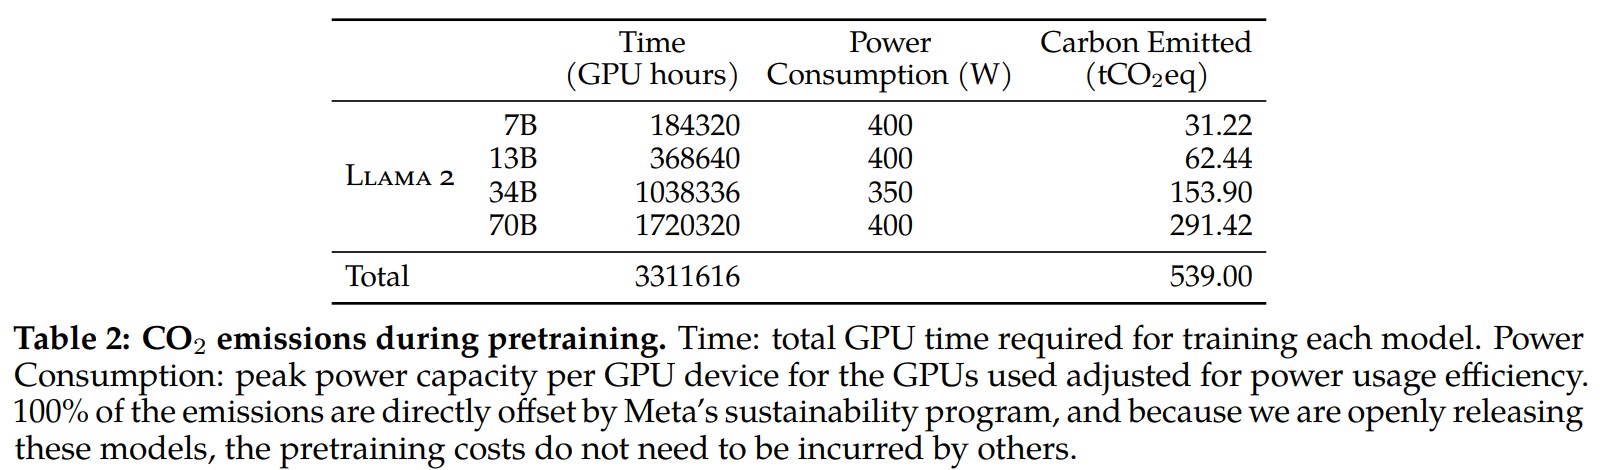 Time Power Carbon Emitted
(GPU hours) Consumption (W) (tCO₂eq)
7B 184320 400 31.22
13B 368640 400 62.44
LLAMA 2
34B 1038336 350 153.90
70B 1720320 400 291.42
Total 3311616 539.00
Table 2: CO₂ emissions during pretraining. Time: total GPU time required for training each model. Power
Consumption: peak power capacity per GPU device for the GPUs used adjusted for power usage efficiency.
100% of the emissions are directly offset by Meta's sustainability program, and because we are openly releasing
these models, the pretraining costs do not need to be incurred by others.